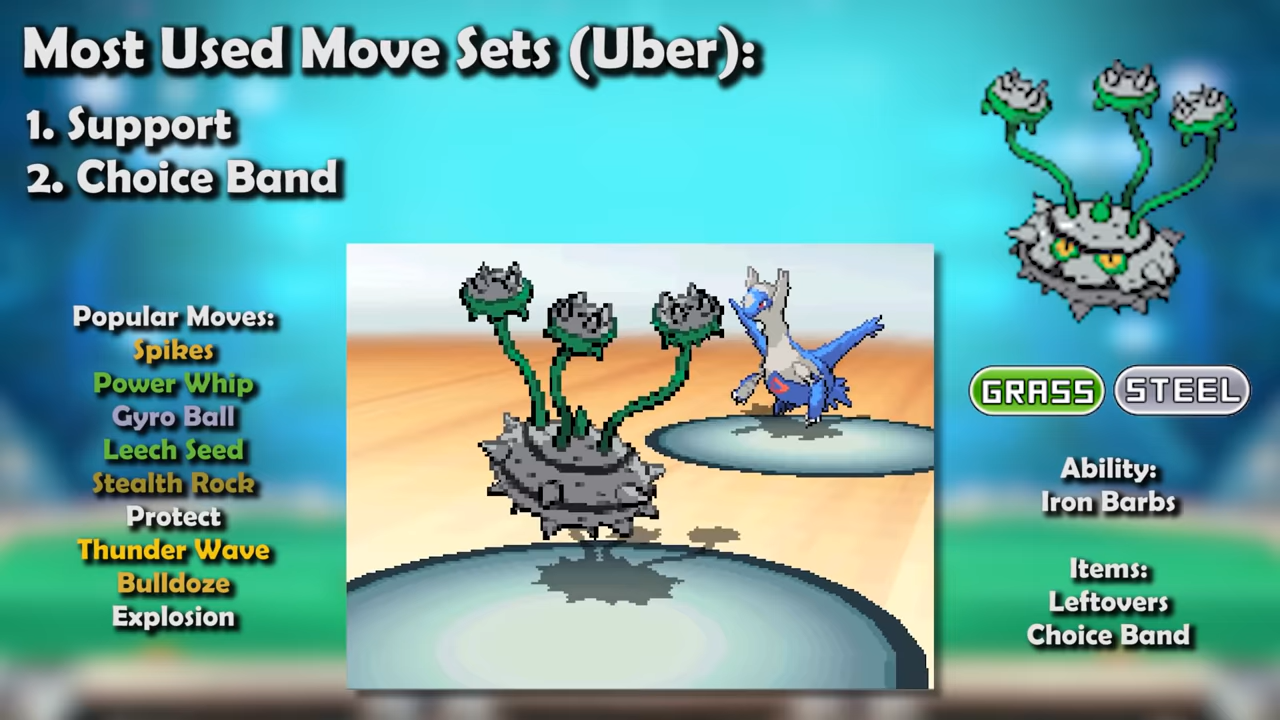 Most Used Move Sets (Uber):
1. Support
2. Choice Band
Popular Moves:
Spikes
Power Whip
Gyro Ball
Leech Seed
Stealth Rock
Protect
Thunder Wave
Bulldoze
Explosion
GRASS STEEL
Ability:
Iron Barbs
Items:
Leftovers
Choice Band